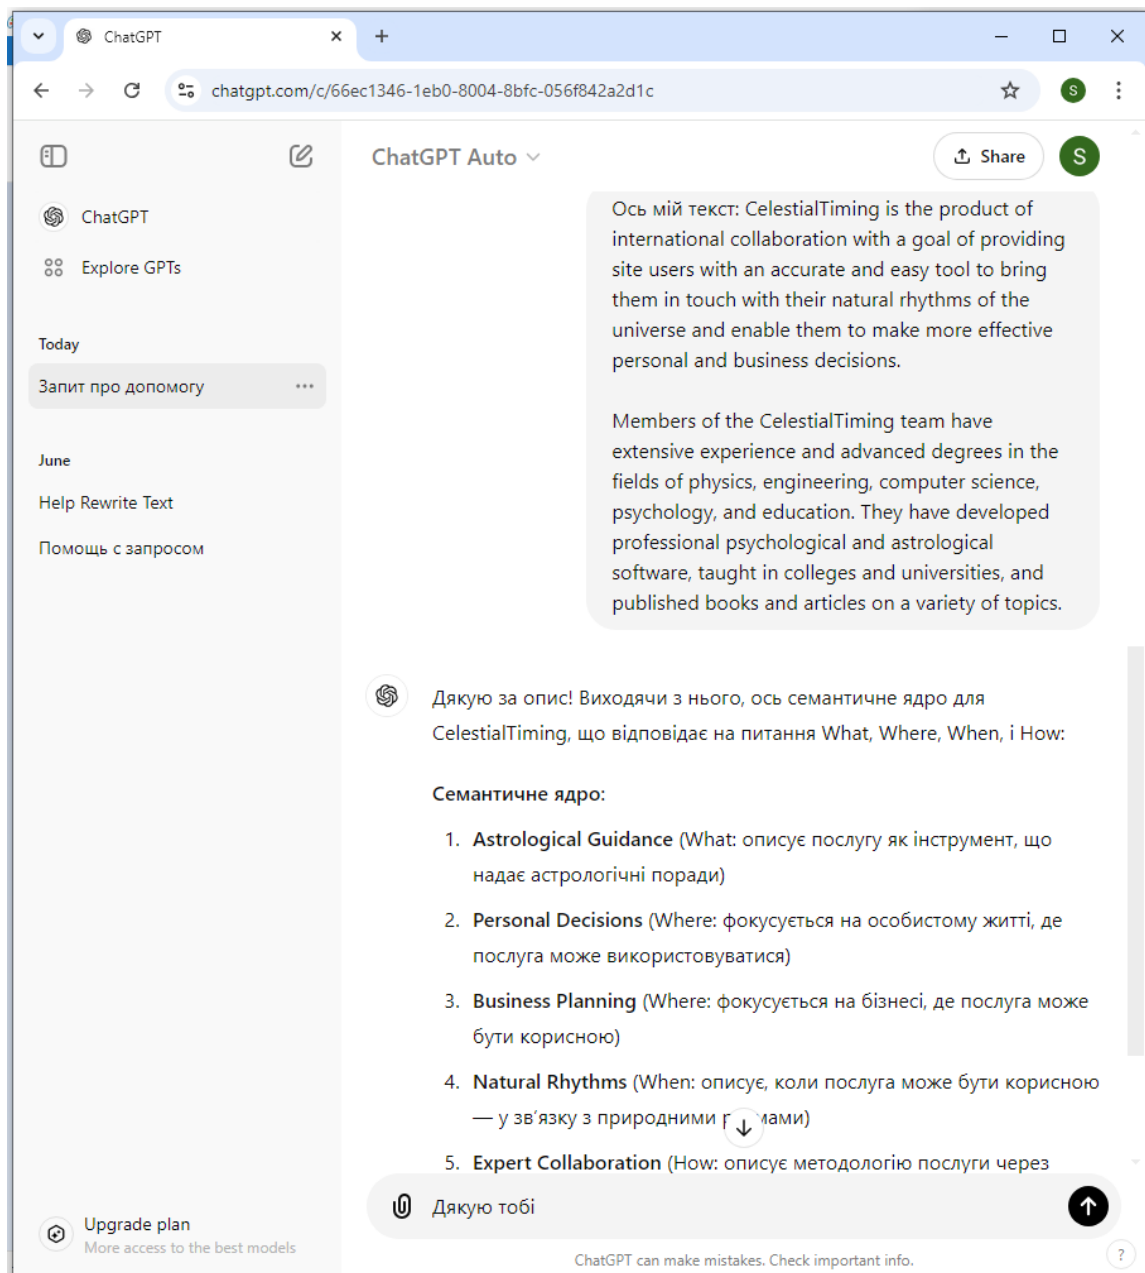 ChatGPT
chatgpt.com/c/66ec1346-1eb0-8004-8bfc-056f842a2d1c
S
ChatGPT Auto
Share
S
ChatGPT
Explore GPTs
Today
Запит про допомогу
June
Help Rewrite Text
Помощь с запросом
Ось мій текст: CelestialTiming is the product of
international collaboration with a goal of providing
site users with an accurate and easy tool to bring
them in touch with their natural rhythms of the
universe and enable them to make more effective
personal and business decisions.
Members of the CelestialTiming team have
extensive experience and advanced degrees in the
fields of physics, engineering, computer science,
psychology, and education. They have developed
professional psychological and astrological
software, taught in colleges and universities, and
published books and articles on a variety of topics.
Дякую за опис! Виходячи з нього, ось семантичне ядро для
CelestialTiming, що відповідає на питання What, Where, When, і How:
Семантичне ядро:
1. Astrological Guidance (What: описує послугу як інструмент, що
надає астрологічні поради)
2. Personal Decisions (Where: фокусується на особистому житті, де
послуга може використовуватися)
3. Business Planning (Where: фокусується на бізнесі, де послуга може
бути корисною)
4. Natural Rhythms (When: описує, коли послуга може бути корисною
— у зв'язку з природними
5. Expert Collaboration (How: описує методологію послуги через
Дякую тобі
Upgrade plan
More access to the best models
ChatGPT can make mistakes. Check important info.
?